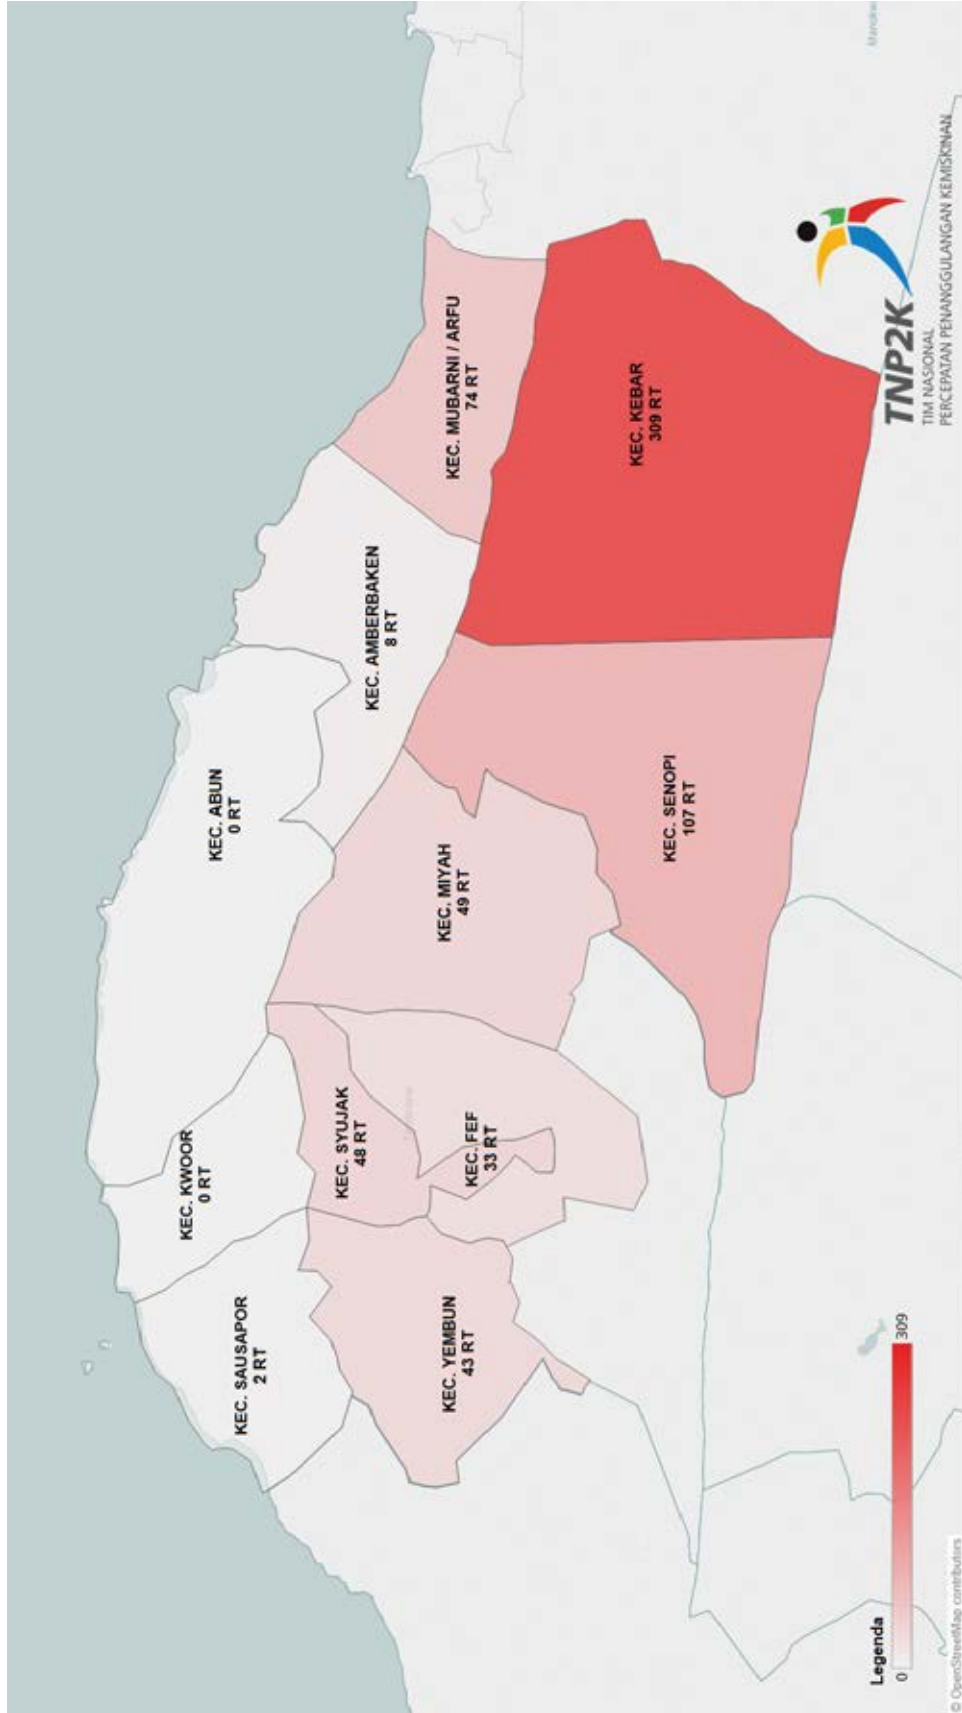 KEC. SAUSAPOR
2 RT
KEC. KWOOR
0 RT
KEC. ABUN
0 RT
KEC. AMBERBAKEN
8 RT
KEC. MUBARNI / ARFU
74 RT
KEC. SYUJAK
48 RT
KEC. YEMBUN
43 RT
KEC. FEF
33 RT
KEC. MIYAH
49 RT
KEC. SENOPI
107 RT
KEC. KEBAR
309 RT
Legenda
0
309
TNP2K
TIM NASIONAL
PERCEPATAN PENANGGULANGAN KEMISKINAN
© OpenStreetMap contributors